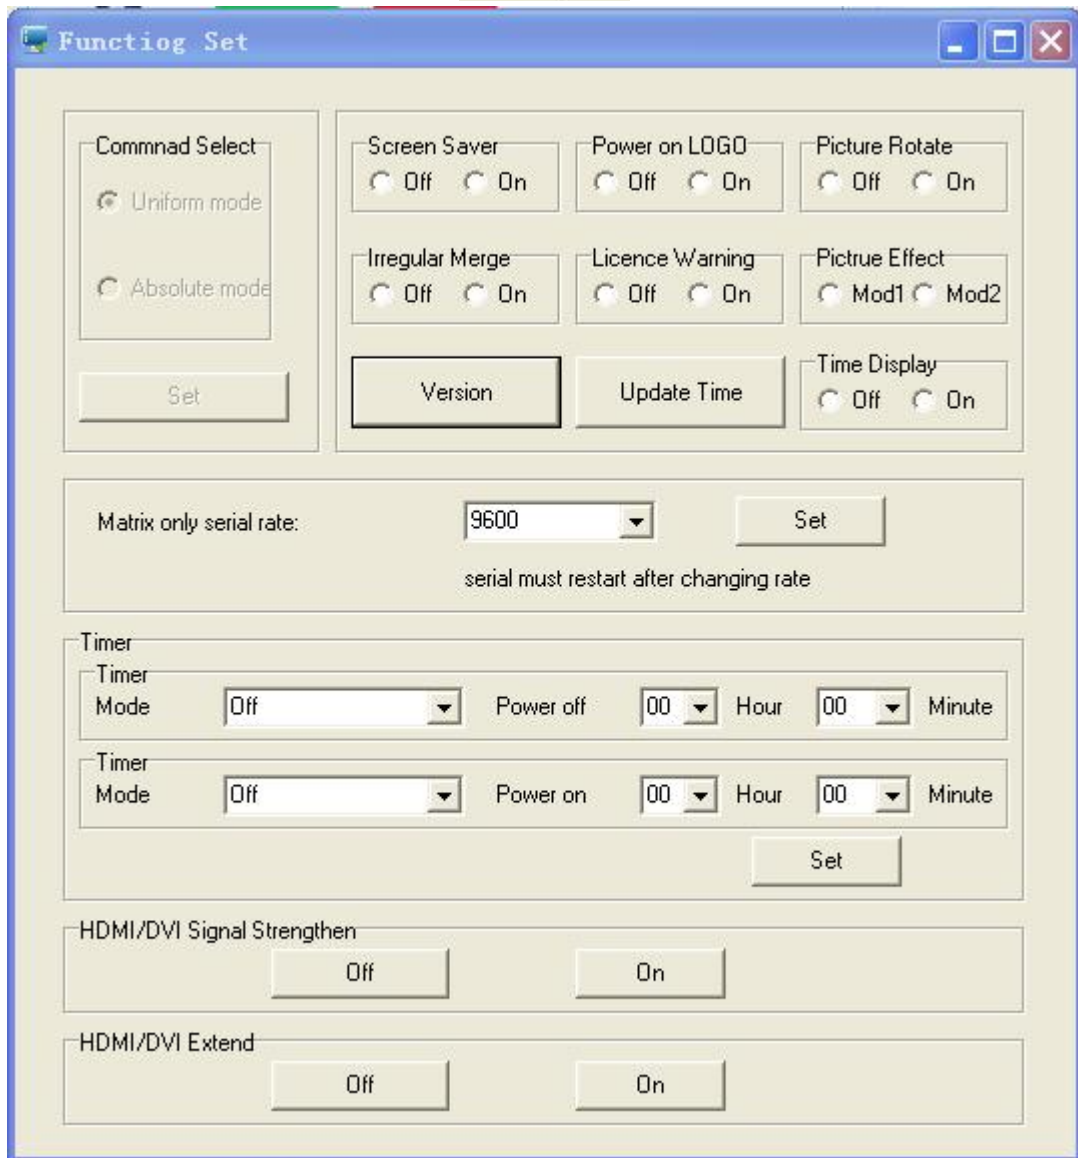 Functiog Set
Commnad Select
Uniform mode
Absolute mode
Set
Screen Saver
Off On
Power on LOGO
Off On
Picture Rotate
Off On
Irregular Merge
Off On
Licence Warning
Off On
Pictrue Effect
Mod1 Mod2
Version
Update Time
Time Display
Off On
Matrix only serial rate: 9600 Set
serial must restart after changing rate
Timer
Timer
Mode Off Power off 00 Hour 00 Minute
Timer
Mode Off Power on 00 Hour 00 Minute
Set
HDMI/DVI Signal Strengthen
Off On
HDMI/DVI Extend
Off On